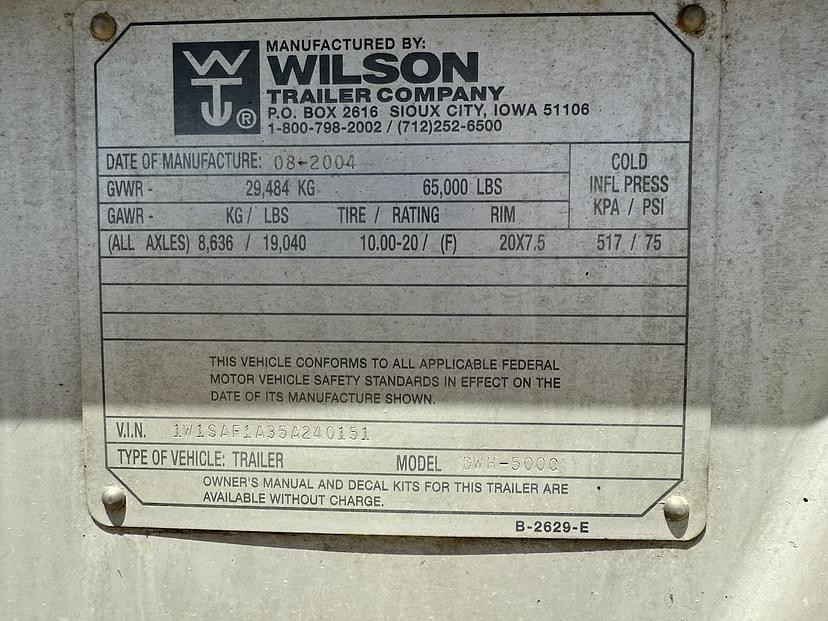 MANUFACTURED BY:
WILSON
TRAILER COMPANY
P.O. BOX 2616 SIOUX CITY, IOWA 51106
1-800-798-2002 / (712)252-6500
WT ®
DATE OF MANUFACTURE: 08-2004
COLD
INFL PRESS
KPA / PSI
GVWR - 29,484 KG 65,000 LBS
GAWR - KG / LBS TIRE / RATING RIM
(ALL AXLES) 8,636 / 19,040 10.00-20 / (F) 20X7.5 517 / 75
THIS VEHICLE CONFORMS TO ALL APPLICABLE FEDERAL
MOTOR VEHICLE SAFETY STANDARDS IN EFFECT ON THE
DATE OF ITS MANUFACTURE SHOWN.
V.I.N. 1W1SAF1A35A240151
TYPE OF VEHICLE: TRAILER MODEL DWH-500C
OWNER'S MANUAL AND DECAL KITS FOR THIS TRAILER ARE
AVAILABLE WITHOUT CHARGE.
B-2629-E